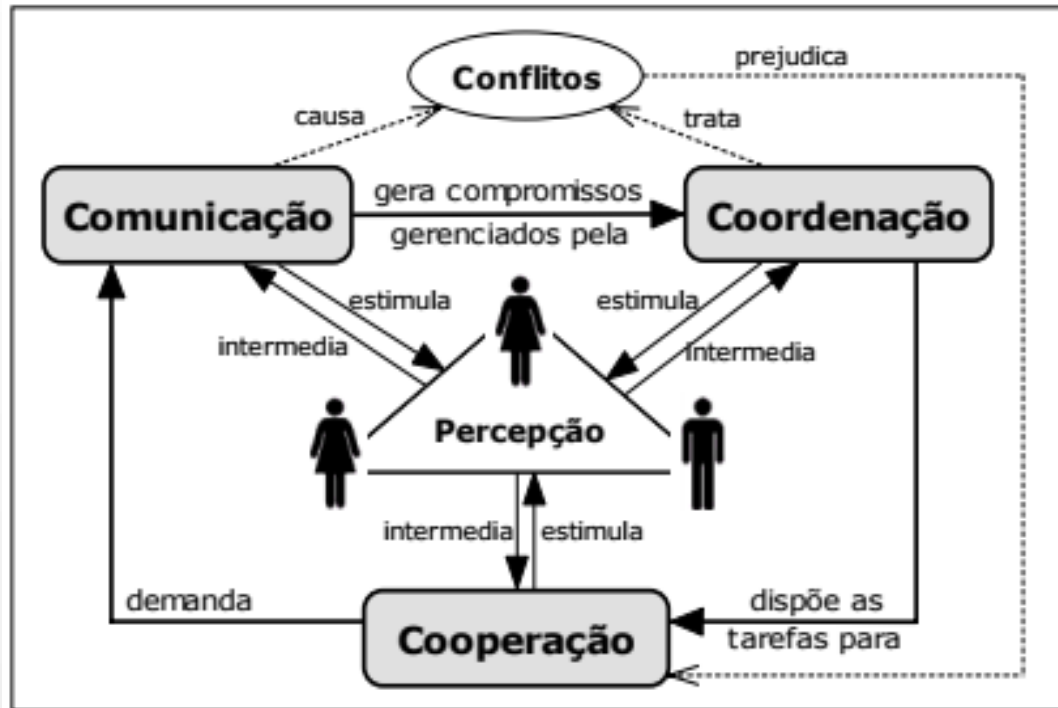 prejudica
Conflitos
causa
trata
gera compromissos
Comunicação
Coordenação
gerenciados pela
estimula
estimula
intermedia
intermedia
Percepção
intermedia
estimula
demanda
dispõe as
Cooperação
tarefas para